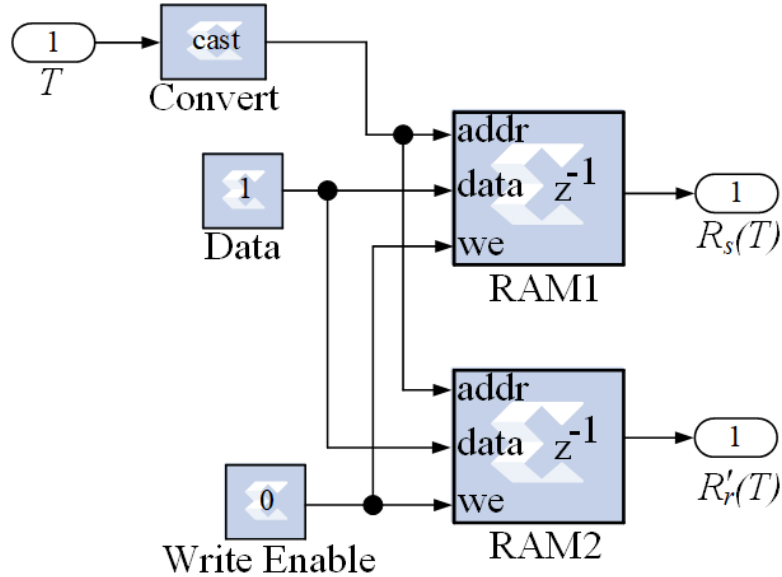 1
T
cast
Convert
1
Data
0
Write Enable
addr
data
we
z-1
RAM1
addr
data
we
z-1
RAM2
1
Rs(T)
1
R'r(T)